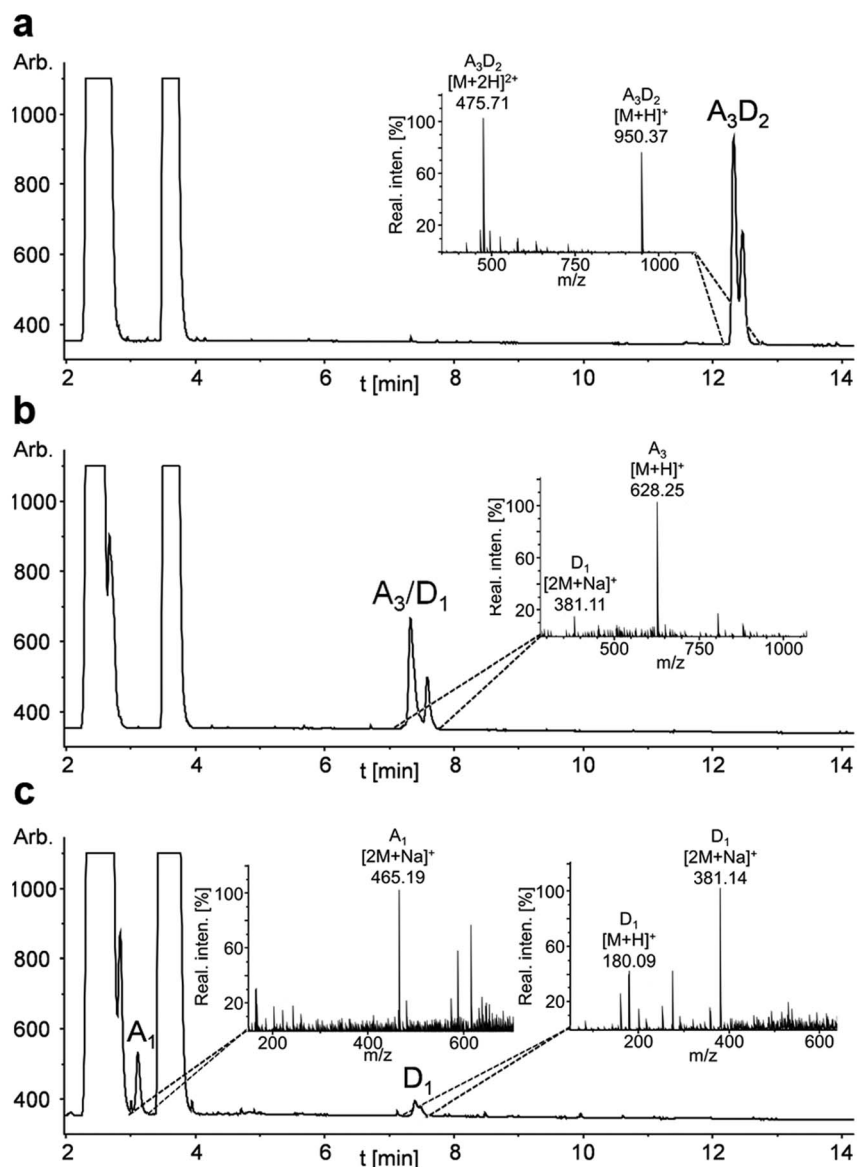 a
Arb.
1000
800
600
400
2 4 6 8 10 12 14
t [min]
A₃D₂
[M+2H]²⁺
475.71
A₃D₂
[M+H]⁺
950.37
Real. inten. [%]
100
60
20
500 750 1000
m/z
A₃D₂
b
Arb.
1000
800
600
400
2 4 6 8 10 12 14
t [min]
A₃/D₁
A₃
[M+H]⁺
628.25
D₁
[2M+Na]⁺
381.11
Real. inten. [%]
100
60
20
500 750 1000
m/z
c
Arb.
1000
800
600
400
2 4 6 8 10 12 14
t [min]
A₁
A₁
[2M+Na]⁺
465.19
Real. inten. [%]
100
60
20
200 400 600
m/z
D₁
D₁
[2M+Na]⁺
381.14
D₁
[M+H]⁺
180.09
Real. inten. [%]
100
60
20
200 400 600
m/z